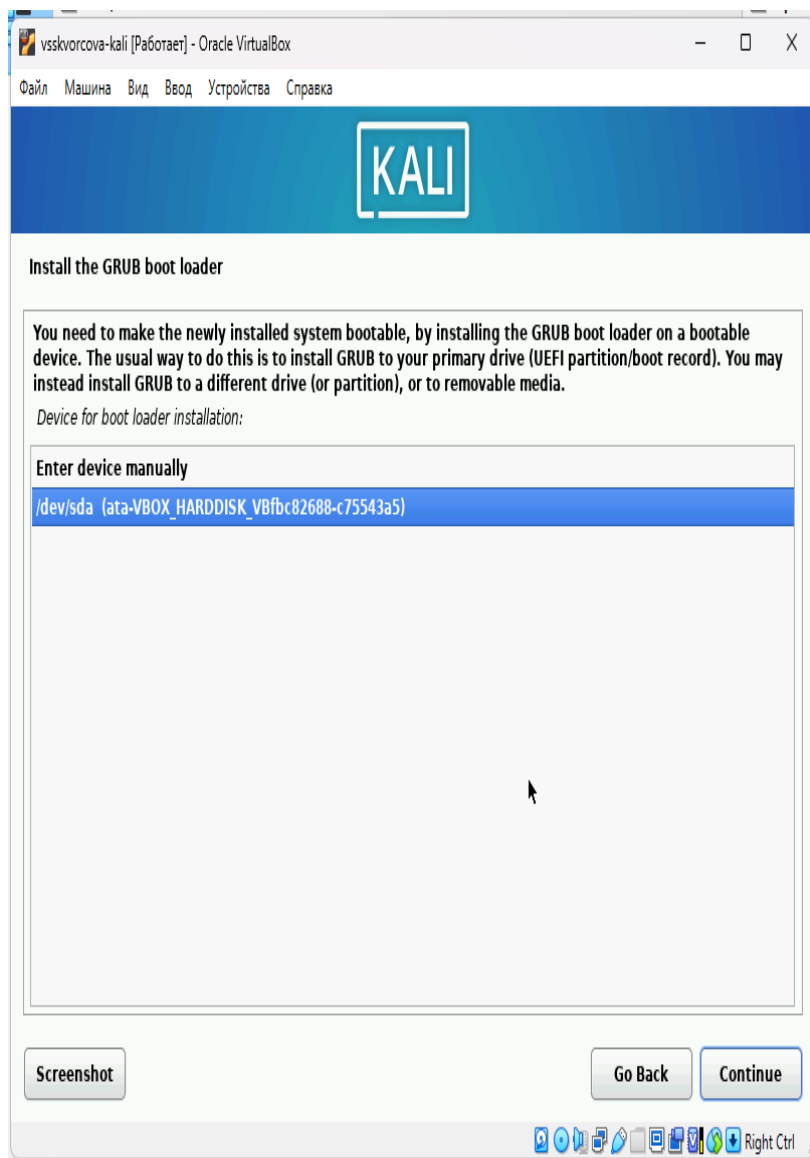 vsskvorcova-kali [Работает] - Oracle VirtualBox
Файл Машина Вид Ввод Устройства Справка
KALI
Install the GRUB boot loader
You need to make the newly installed system bootable, by installing the GRUB boot loader on a bootable
device. The usual way to do this is to install GRUB to your primary drive (UEFI partition/boot record). You may
instead install GRUB to a different drive (or partition), or to removable media.
Device for boot loader installation:
Enter device manually
/dev/sda (ata-VBOX_HARDDISK_VBfbc82688-c75543a5)
Screenshot Go Back Continue
Right Ctrl